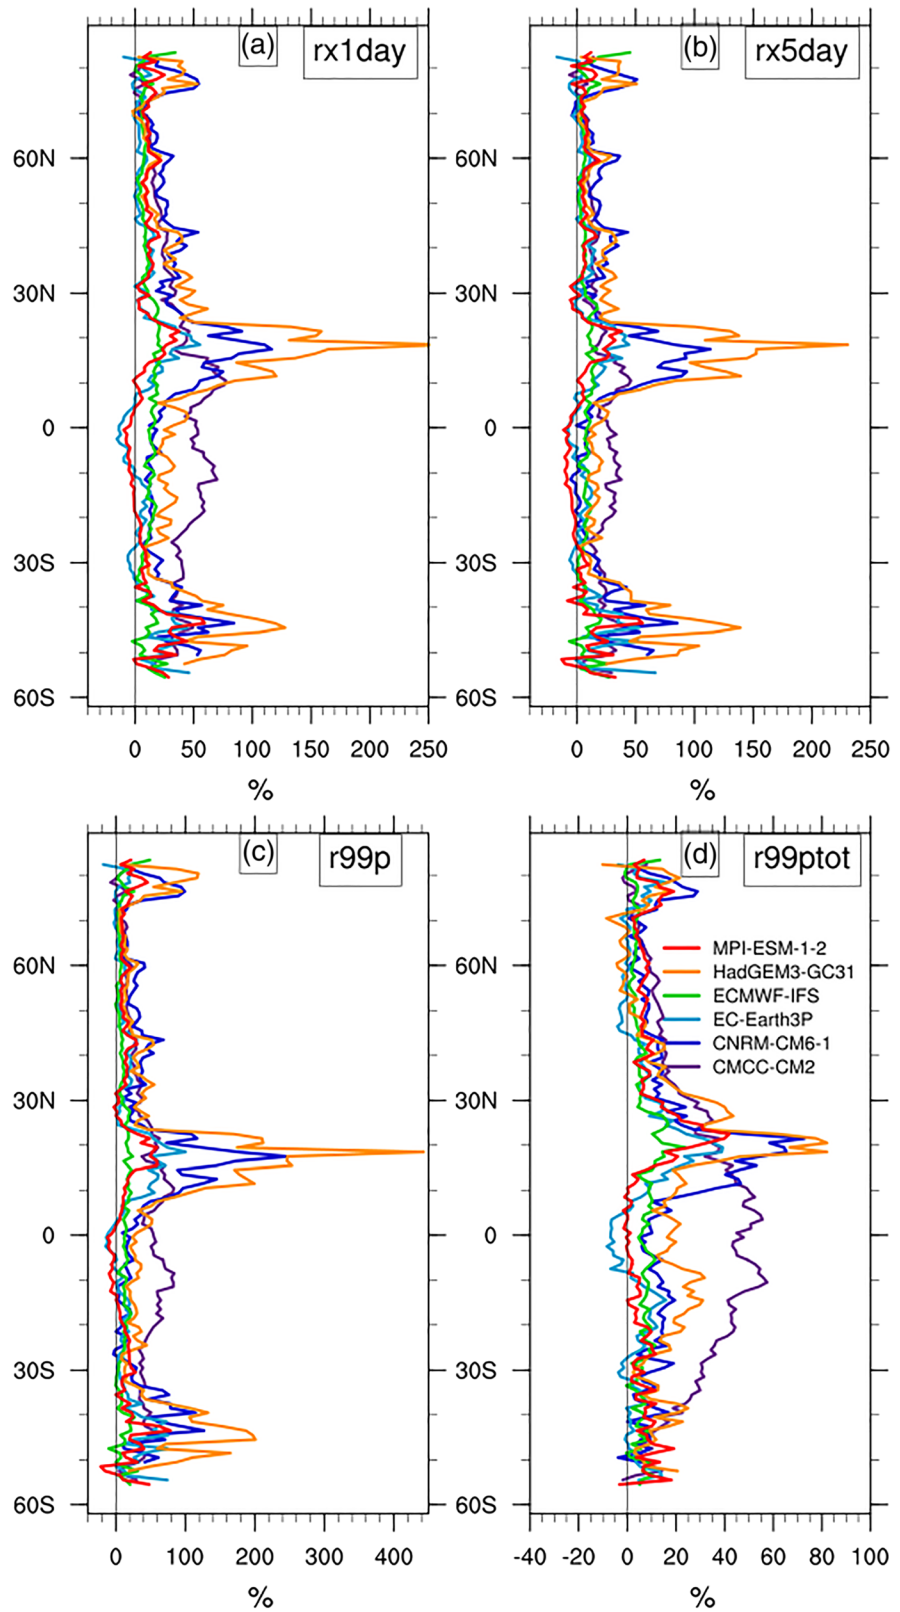 (a) rx1day
(b) rx5day
60N
60N
30N
30N
0
0
30S
30S
60S
60S
0 50 100 150 200 250
0 50 100 150 200 250
%
%
(c) r99p
(d) r99ptot
MPI-ESM-1-2
HadGEM3-GC31
ECMWF-IFS
EC-Earth3P
CNRM-CM6-1
CMCC-CM2
60N
60N
30N
30N
0
0
30S
30S
60S
60S
0 100 200 300 400
-40 -20 0 20 40 60 80 100
%
%